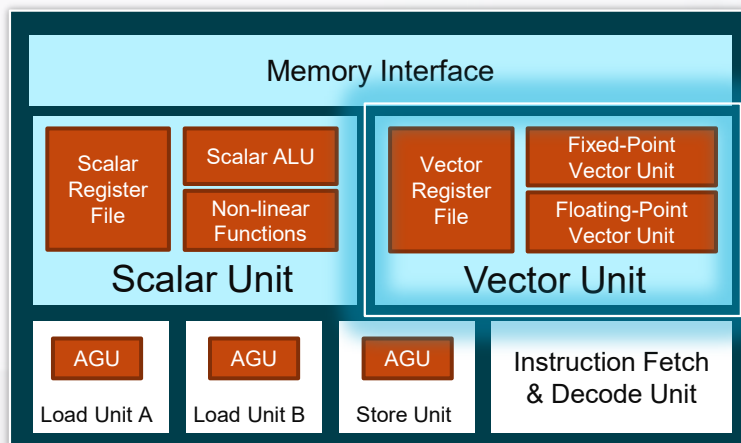 Memory Interface
Scalar
Register
File
Scalar ALU
Non-linear
Functions
Scalar Unit
Vector
Register
File
Fixed-Point
Vector Unit
Floating-Point
Vector Unit
Vector Unit
AGU
Load Unit A
AGU
Load Unit B
AGU
Store Unit
Instruction Fetch
& Decode Unit